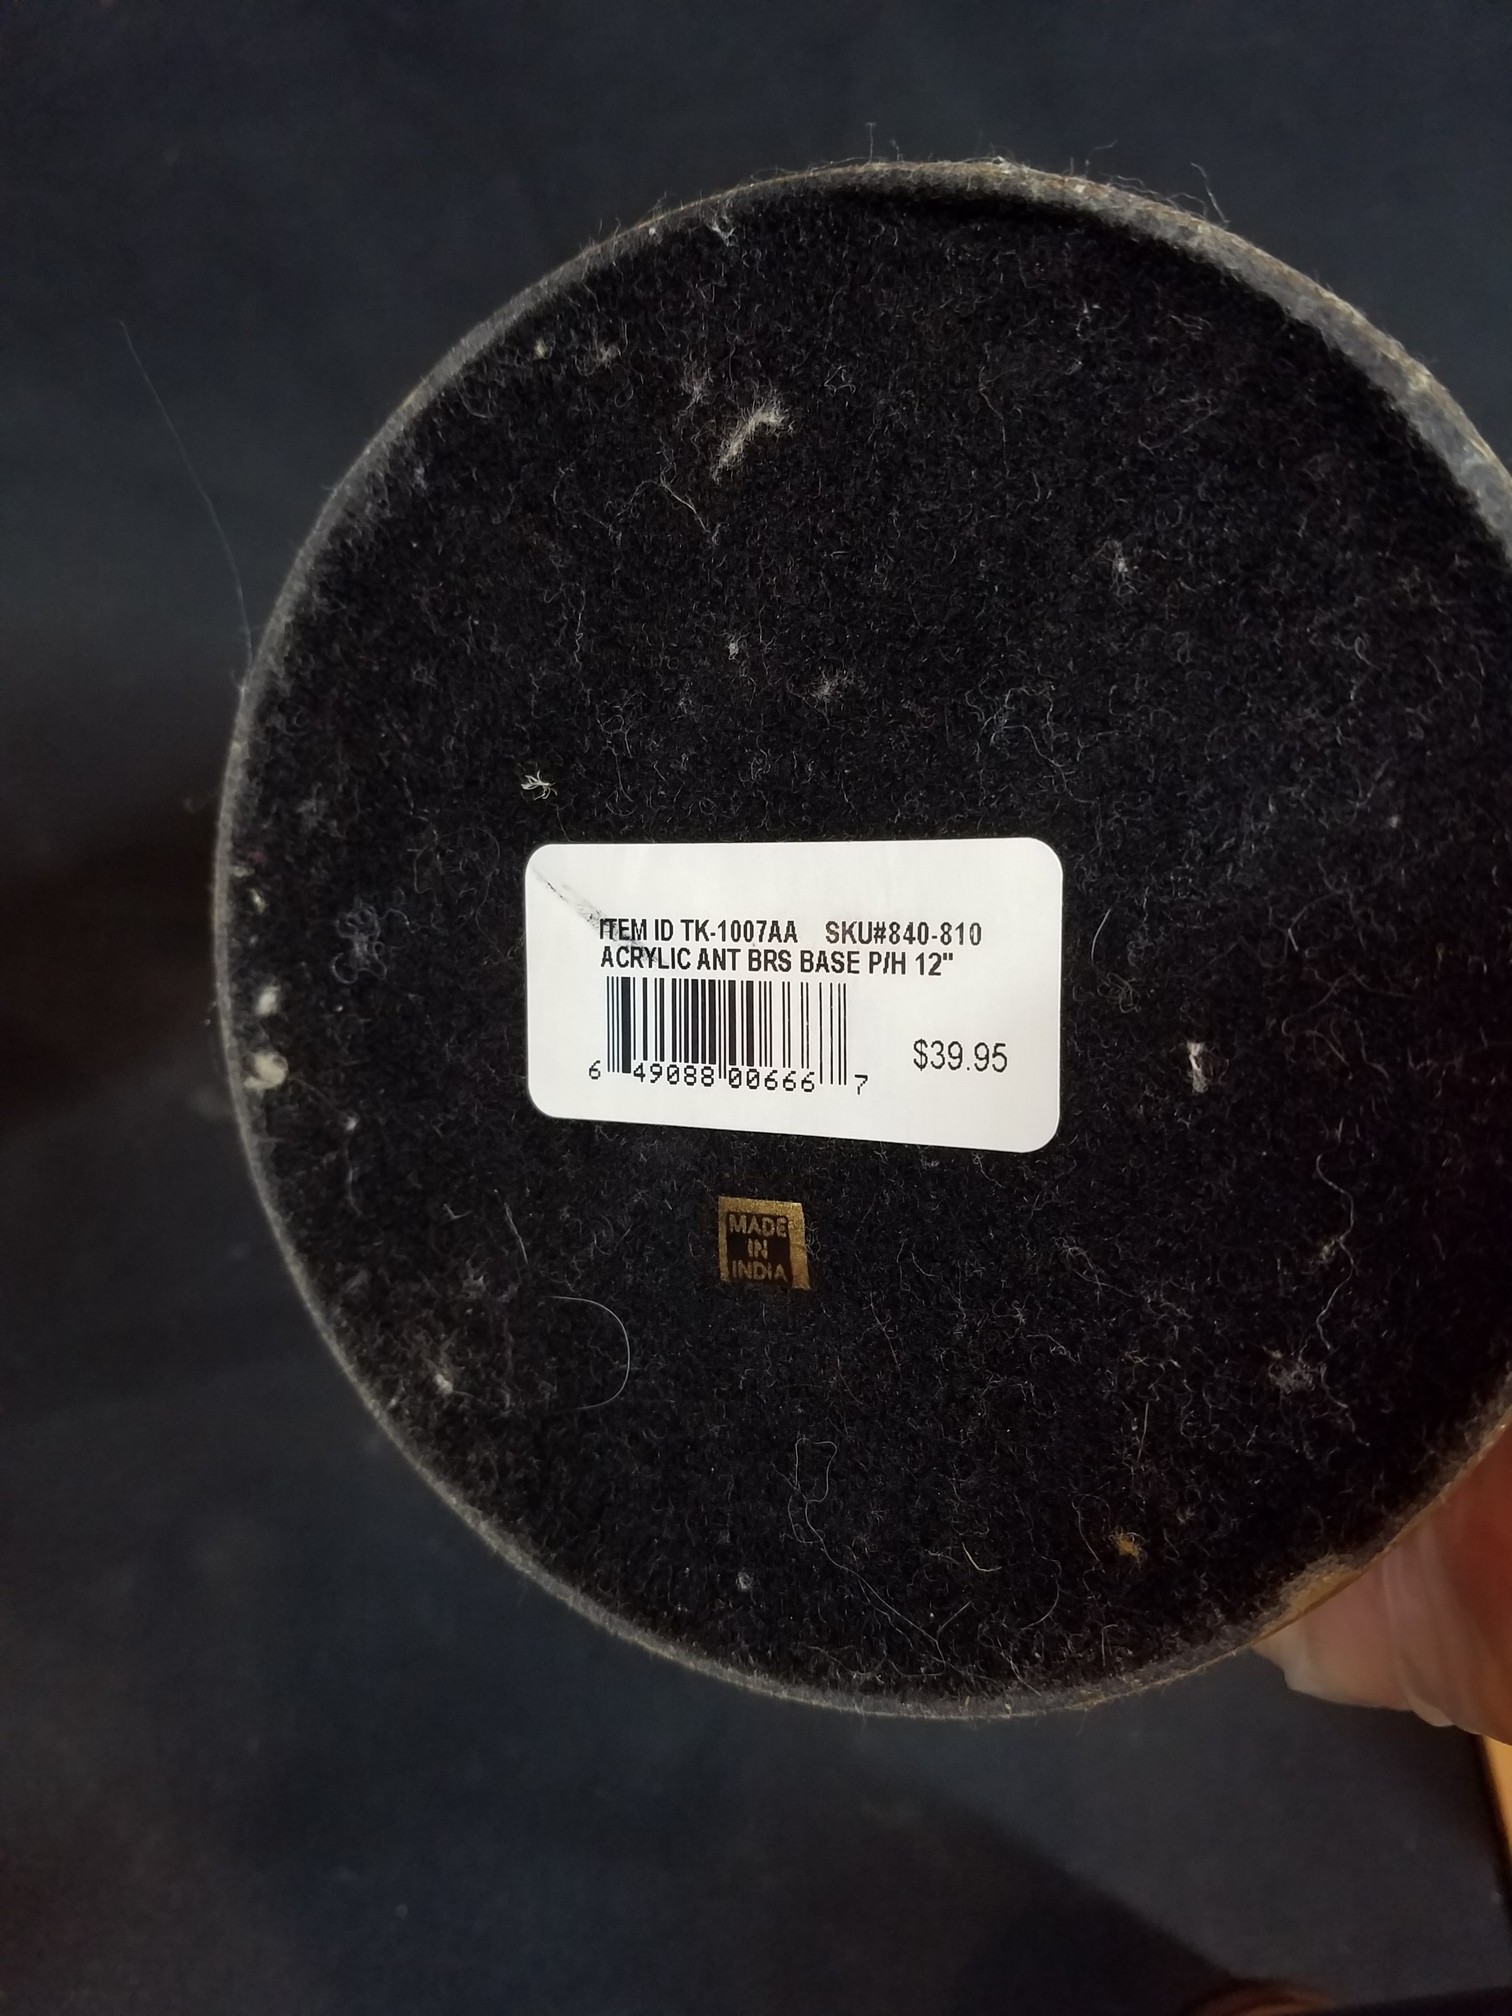 ITEM ID TK-1007AA SKU#840-810
ACRYLIC ANT BRS BASE P/H 12"
$39.95
6 49088 00666 7
MADE
IN
INDIA